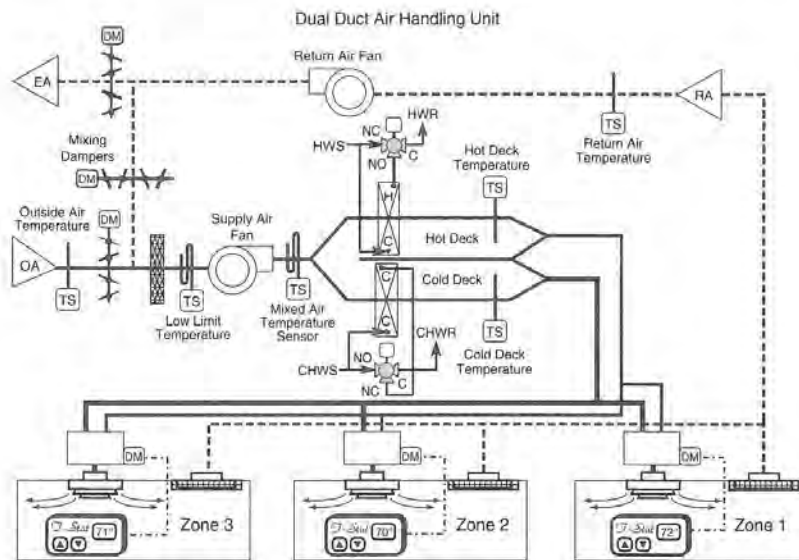 Dual Duct Air Handling Unit
DM
Return Air Fan
EA
RA
HWR
NC
TS
Mixing
Dampers
HWS
C
NO
Hot Deck
Temperature
Return Air
Temperature
DM
TS
Outside Air
Temperature
DM
Supply Air
Fan
H
C
Hot Deck
OA
C
Cold Deck
TS
TS
TS
TS
Low Limit
Temperature
Mixed Air
Temperature
Sensor
C
CHWR
Cold Deck
Temperature
CHWS
NO
C
NC
DM
DM
DM
T-Stat 71°
Zone 3
T-Stat 70°
Zone 2
T-Stat 72°
Zone 1